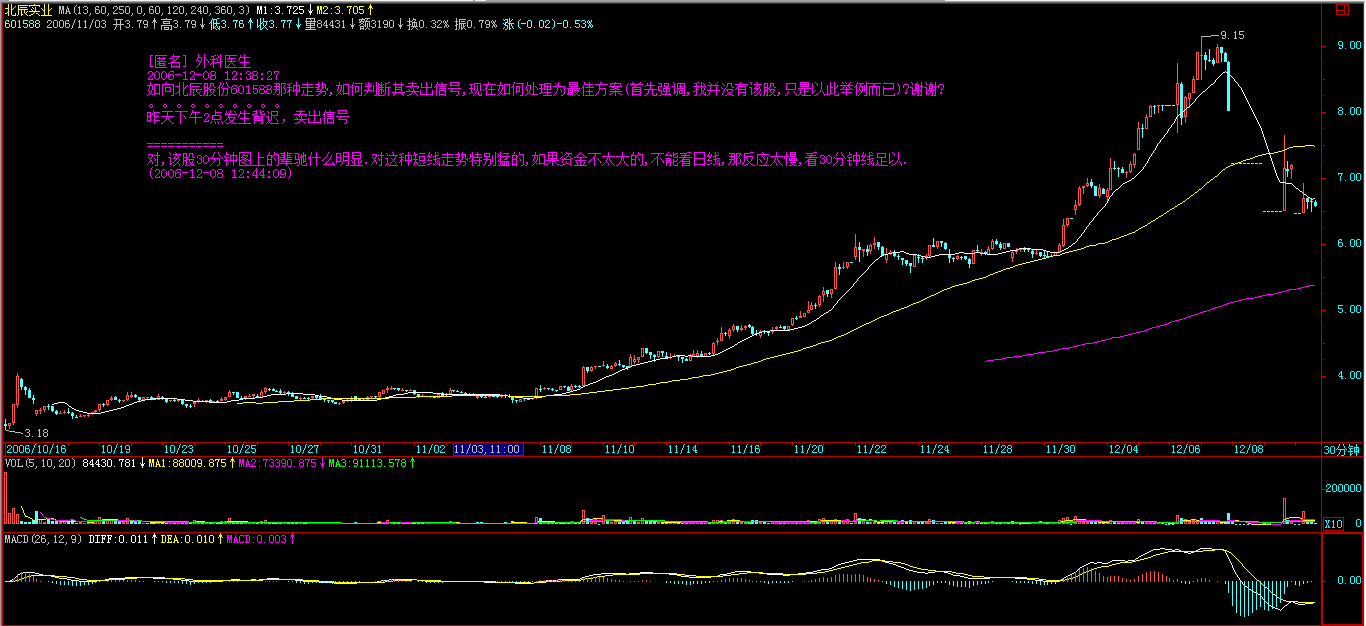 北辰实业 MA(13,60,250,0,60,120,240,360,3) M1:3.725↓M2:3.705↑
601588 2006/11/03 开3.79↑高3.79↓低3.76↑收3.77↓量84431↓额3190↓换0.32% 振0.79% 涨(-0.02)-0.53%
9.15
9.00
[匿名] 外科医生
2006-12-08 12:38:27
如向北辰股份601588那种走势,如何判断其卖出信号,现在如何处理为最佳方案(首先强调,我并没有该股,只是以此举例而已)?谢谢?
8.00
昨天下午2点发生背迟，卖出信号
===========
对,该股30分钟图上的辈驰什么明显.对这种短线走势特别猛的,如果资金不太大的,不能看日线,那反应太慢,看30分钟线足以.
(2006-12-08 12:44:09)
7.00
6.00
5.00
4.00
3.18
2006/10/16 10/19 10/23 10/25 10/27 10/31 11/02 11/03,11:00 11/08 11/10 11/14 11/16 11/20 11/22 11/24 11/28 11/30 12/04 12/06 12/08 30分钟
VOL(5,10,20) 84430.781↓MA1:88009.875↑MA2:73390.875↓MA3:91113.578↑
200000
X10 0
MACD(26,12,9) DIFF:0.011↑DEA:0.010↑MACD:0.003↑
0.00